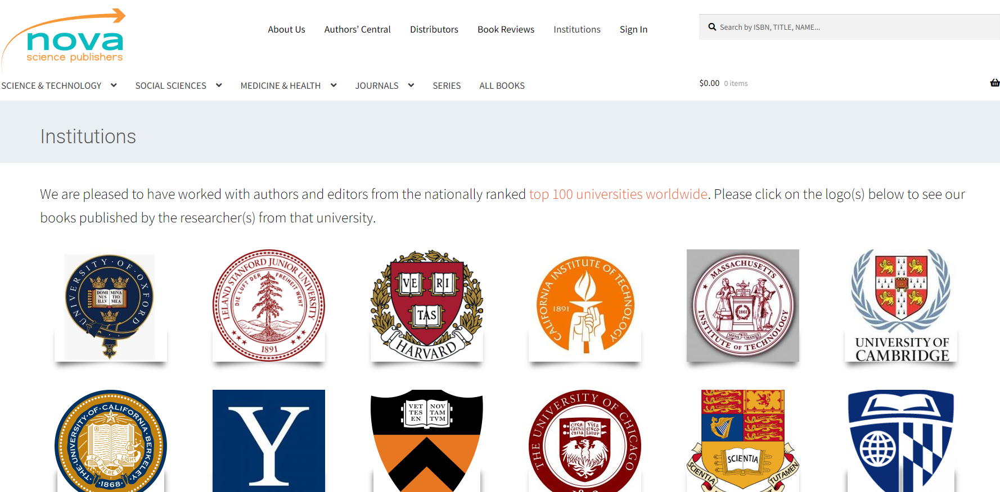 nova
science publishers
About Us
Authors’ Central
Distributors
Book Reviews
Institutions
Sign In
Search by ISBN, TITLE, NAME...
SCIENCE & TECHNOLOGY
SOCIAL SCIENCES
MEDICINE & HEALTH
JOURNALS
SERIES
ALL BOOKS
$0.00 0 items
Institutions
We are pleased to have worked with authors and editors from the nationally ranked top 100 universities worldwide. Please click on the logo(s) below to see our
books published by the researcher(s) from that university.
UNIVERSITY·OF·OXFORD
DOMI MINA
NUS TIO
ILLV MEA
LELAND STANFORD JUNIOR UNIVERSITY
DIE LUFT DER FREIHEIT WEHT
1891
VE RI
TAS
HARVARD
CALIFORNIA INSTITUTE OF TECHNOLOGY
1891
MASSACHUSETTS
INSTITUTE OF TECHNOLOGY
1861
MENS ET MANUS
UNIVERSITY OF
CAMBRIDGE
THE·UNIVERSITY·OF·CALIFORNIA·BERKELEY
A
LET THERE BE LIGHT
·1868·
Y
VET NOV
TES TAM
EN TVM
THE UNIVERSITY OF CHICAGO
Cres Vita
cat Sci Exco
entia latur
SCIENTIA
SCIENTIA
TUTAMEN